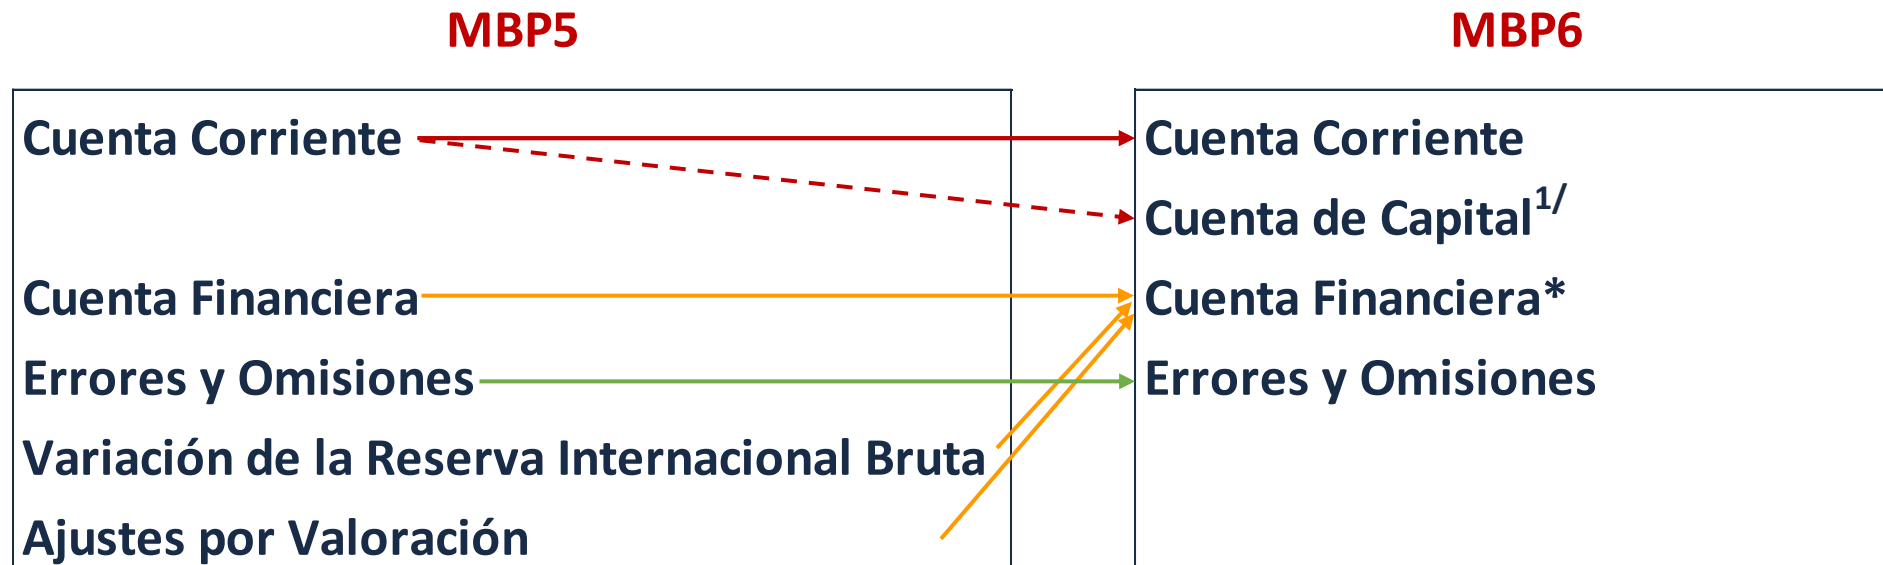 MBP5
MBP6
Cuenta Corriente
Cuenta Corriente
Cuenta de Capital1/
Cuenta Financiera
Cuenta Financiera*
Errores y Omisiones
Errores y Omisiones
Variación de la Reserva Internacional Bruta
Ajustes por Valoración